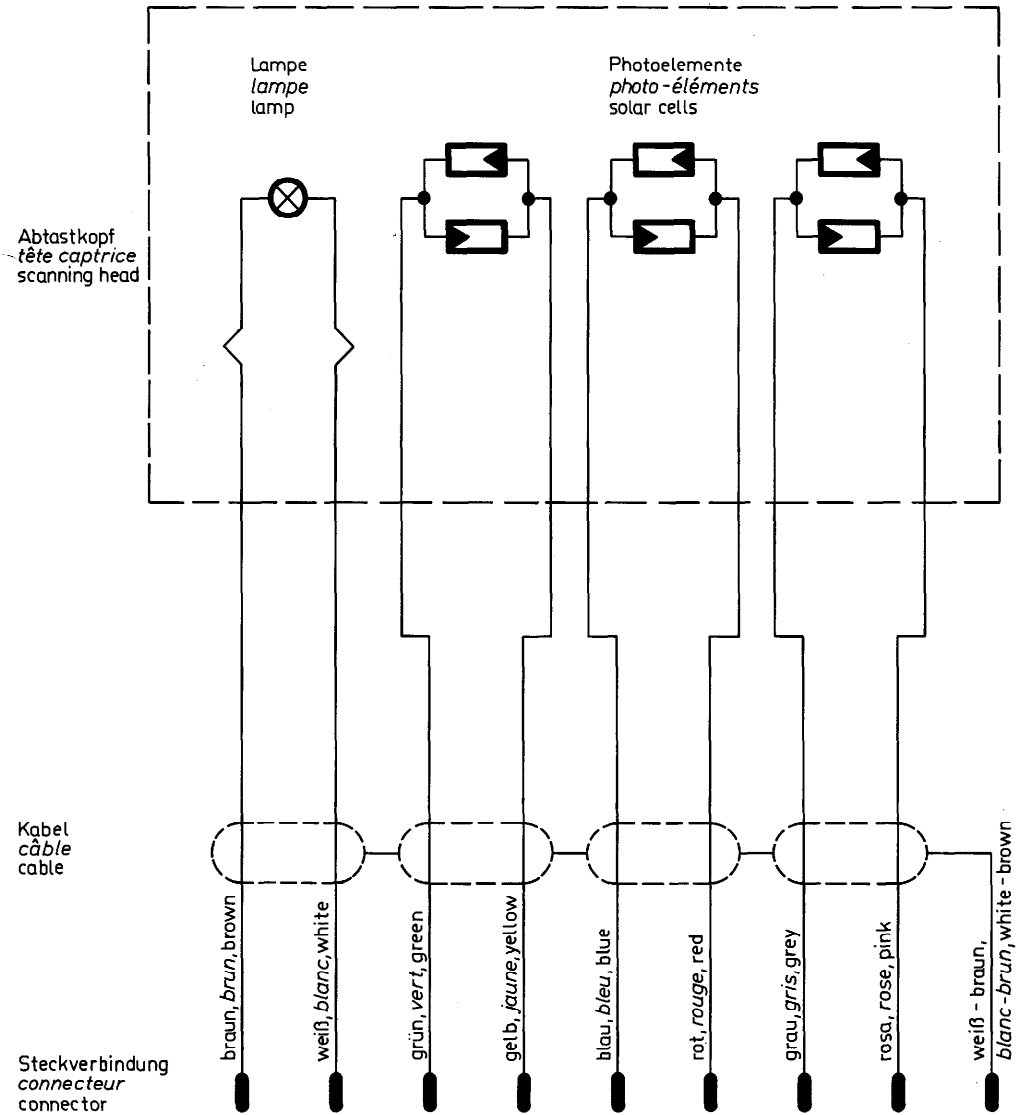 Lampe
lampe
lamp
Photoelemente
photo-éléments
solar cells
Abtastkopf
tête captrice
scanning head
Kabel
câble
cable
braun, brun, brown
weiß, blanc, white
grün, vert, green
gelb, jaune, yellow
blau, bleu, blue
rot, rouge, red
grau, gris, grey
rosa, rose, pink
weiß - braun,
blanc - brun, white - brown
Steckverbindung
connecteur
connector